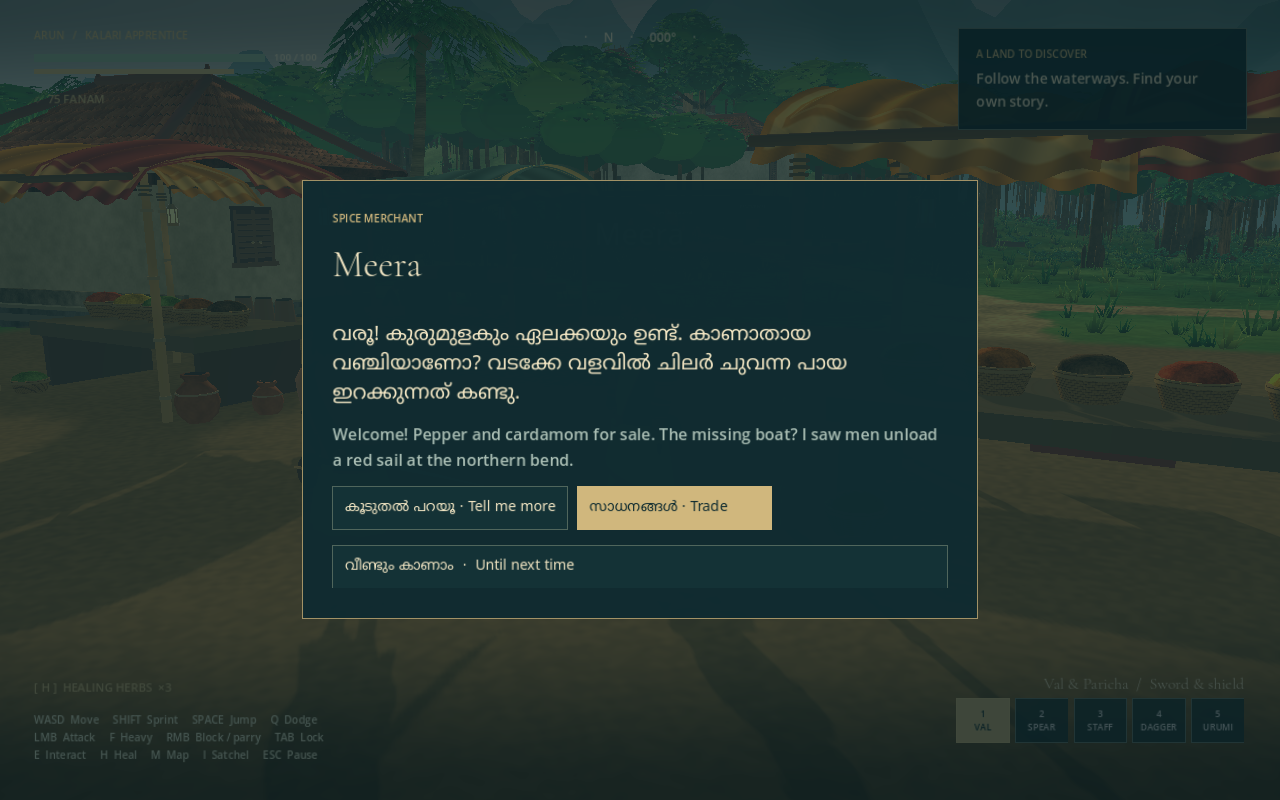 ARUN / KALARI APPRENTICE
100 / 100
75 FANAM
N 000°
A LAND TO DISCOVER
Follow the waterways. Find your
own story.
SPICE MERCHANT
Meera
വരൂ! കുരുമുളകും ഏലക്കയും ഉണ്ട്. കാണാതായ
വഞ്ചിയാണോ? വടക്കേ വളവിൽ ചിലർ ചുവന്ന പായ
ഇറക്കുന്നത് കണ്ടു.
Welcome! Pepper and cardamom for sale. The missing boat? I saw men unload
a red sail at the northern bend.
കൂടുതൽ പറയൂ · Tell me more
സാധനങ്ങൾ · Trade
വീണ്ടും കാണാം · Until next time
[ H ] HEALING HERBS ×3
WASD Move SHIFT Sprint SPACE Jump Q Dodge
LMB Attack F Heavy RMB Block / parry TAB Lock
E Interact H Heal M Map I Satchel ESC Pause
Val & Paricha / Sword & shield
1 VAL
2 SPEAR
3 STAFF
4 DAGGER
5 URUMI